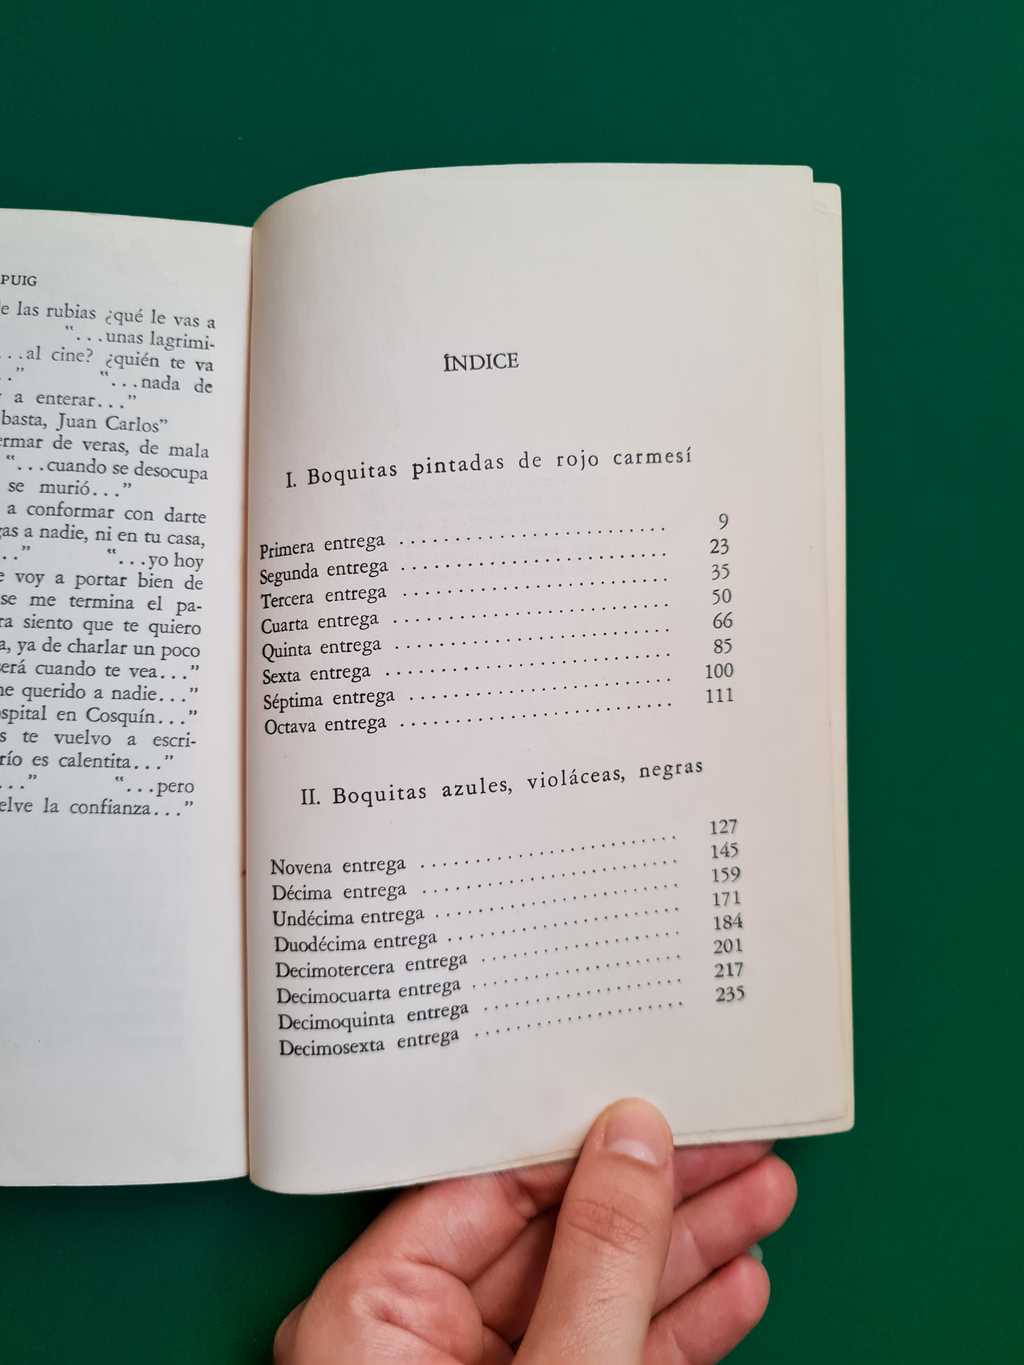 PUIG
e las rubias ¿qué le vas a
“...unas lagrimi-
...al cine? ¿quién te va
.” “...nada de
a enterar...”
basta, Juan Carlos”
ermar de veras, de mala
“...cuando se desocupa
se murió...”
a conformar con darte
gas a nadie, ni en tu casa,
..” “...yo hoy
e voy a portar bien de
se me termina el pa-
ra siento que te quiero
a, ya de charlar un poco
será cuando te vea...”
ne querido a nadie...”
ospital en Cosquín...”
s te vuelvo a escri-
río es calentita...”
...” “...pero
elve la confianza...”
ÍNDICE
I. Boquitas pintadas de rojo carmesí
Primera entrega .......................... 9
Segunda entrega .......................... 23
Tercera entrega .......................... 35
Cuarta entrega .......................... 50
Quinta entrega .......................... 66
Sexta entrega .......................... 85
Séptima entrega .......................... 100
Octava entrega .......................... 111
II. Boquitas azules, violáceas, negras
Novena entrega ........................ 127
Décima entrega ........................ 145
Undécima entrega ...................... 159
Duodécima entrega ..................... 171
Decimotercera entrega .................. 184
Decimocuarta entrega ................... 201
Decimoquinta entrega .................. 217
Decimosexta entrega ................... 235